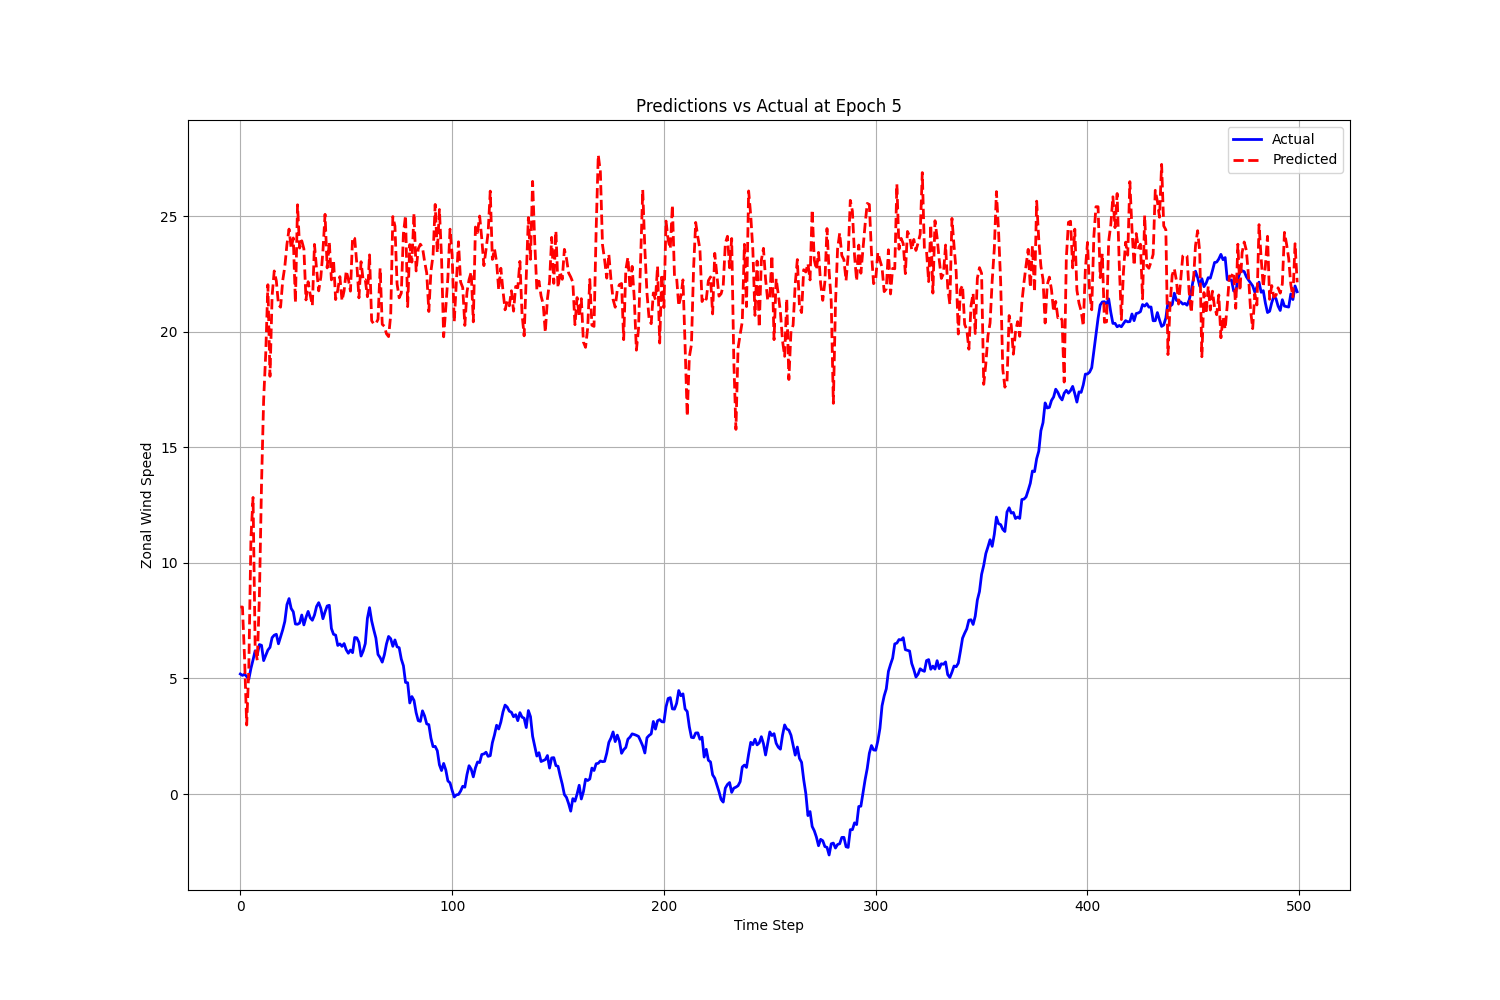 Predictions vs Actual at Epoch 5
Actual
Predicted
Zonal Wind Speed
25
20
15
10
5
0
0 100 200 300 400 500
Time Step